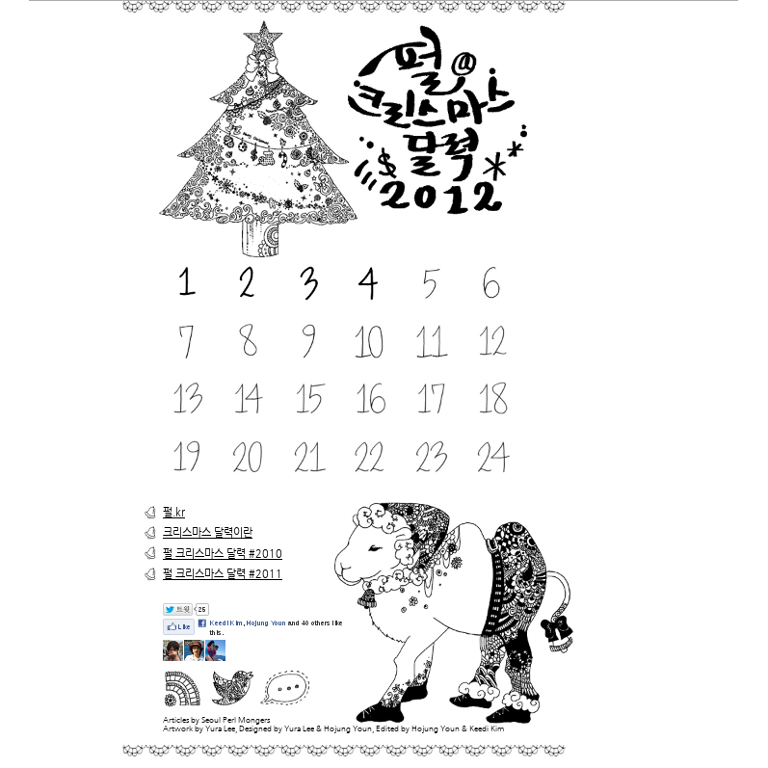 펄@
크리스마스
달력
$2012
1 2 3 4 5 6
7 8 9 10 11 12
13 14 15 16 17 18
19 20 21 22 23 24
펄.kr
크리스마스 달력이란
펄 크리스마스 달력 #2010
펄 크리스마스 달력 #2011
트윗 25
Like Keedi Kim, Hojung Youn and 40 others like
this.
Articles by Seoul Perl Mongers
Artwork by Yura Lee, Designed by Yura Lee & Hojung Youn, Edited by Hojung Youn & Keedi Kim